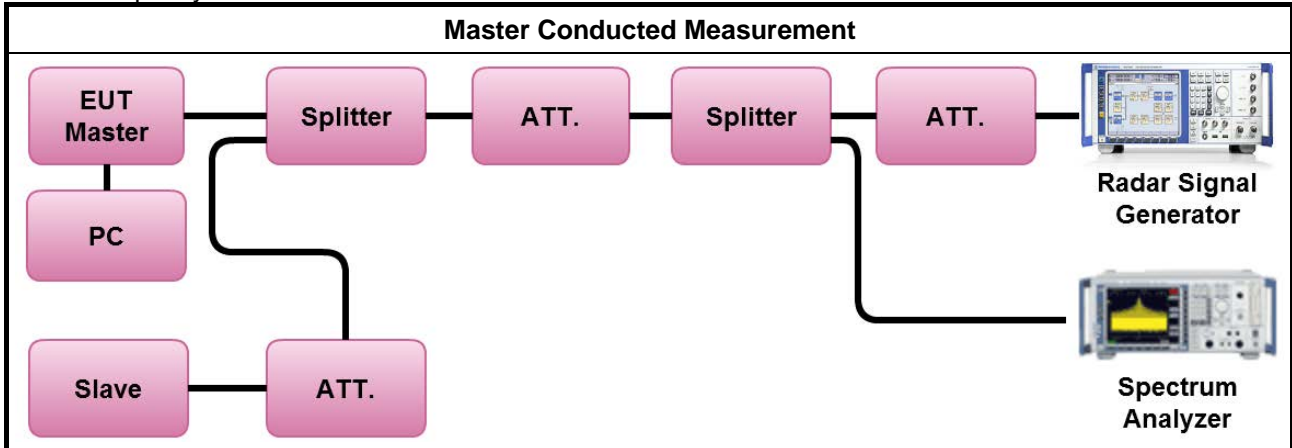 Master Conducted Measurement
EUT
Master
Splitter
ATT.
Splitter
ATT.
Radar Signal
Generator
PC
Slave
ATT.
Spectrum
Analyzer